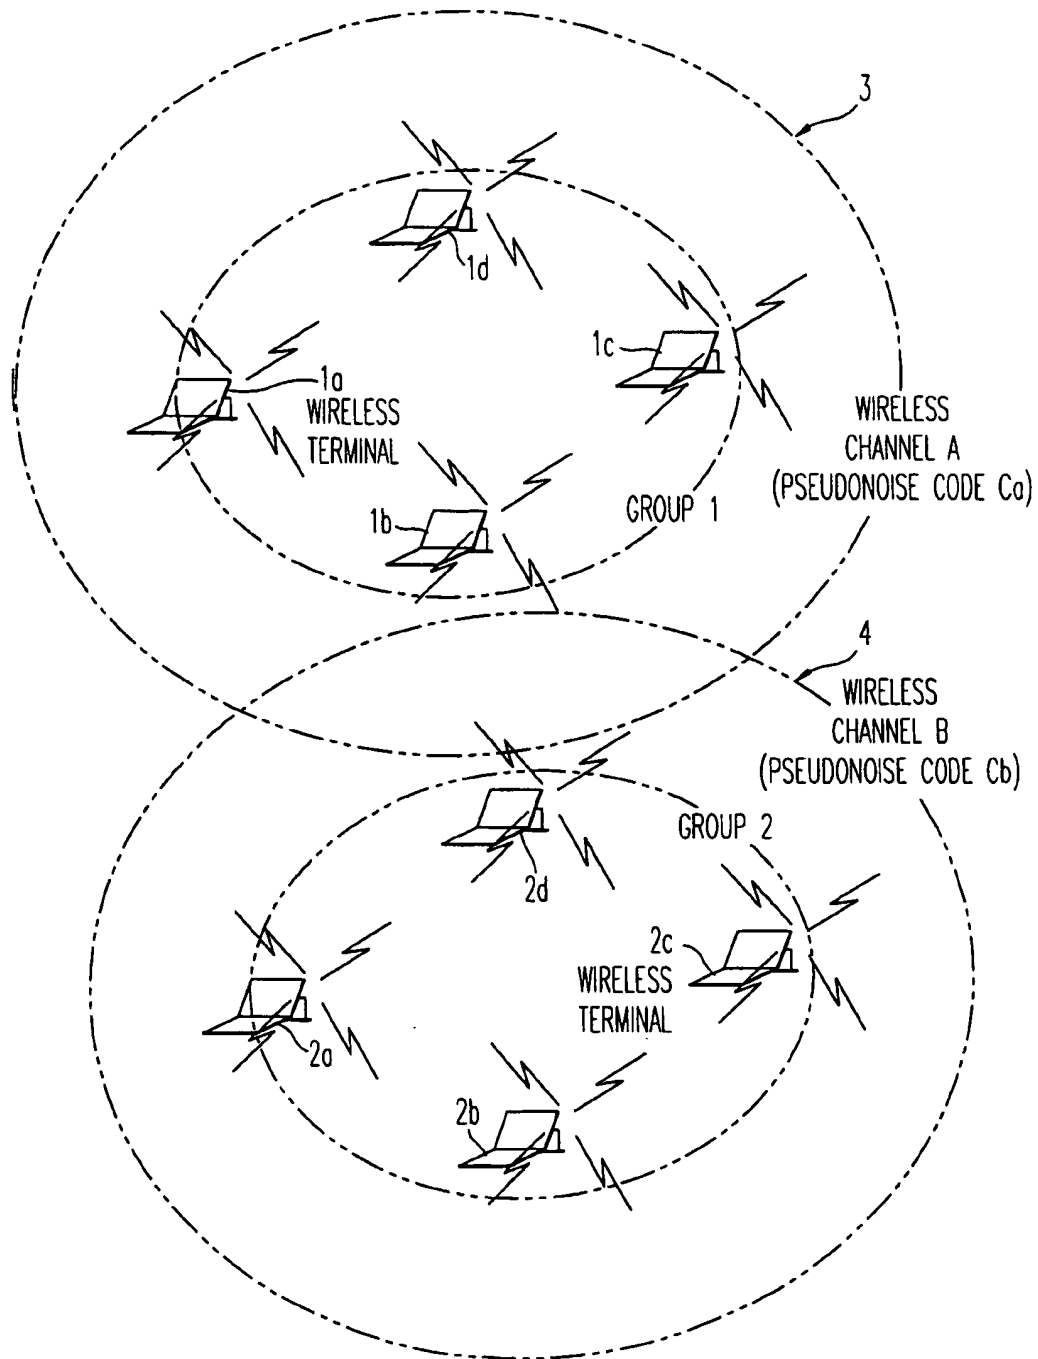 3
1d
1c
1a
WIRELESS
TERMINAL
WIRELESS
CHANNEL A
(PSEUDONOISE CODE Ca)
1b
GROUP 1
4
WIRELESS
CHANNEL B
(PSEUDONOISE CODE Cb)
GROUP 2
2d
2c
WIRELESS
TERMINAL
2a
2b